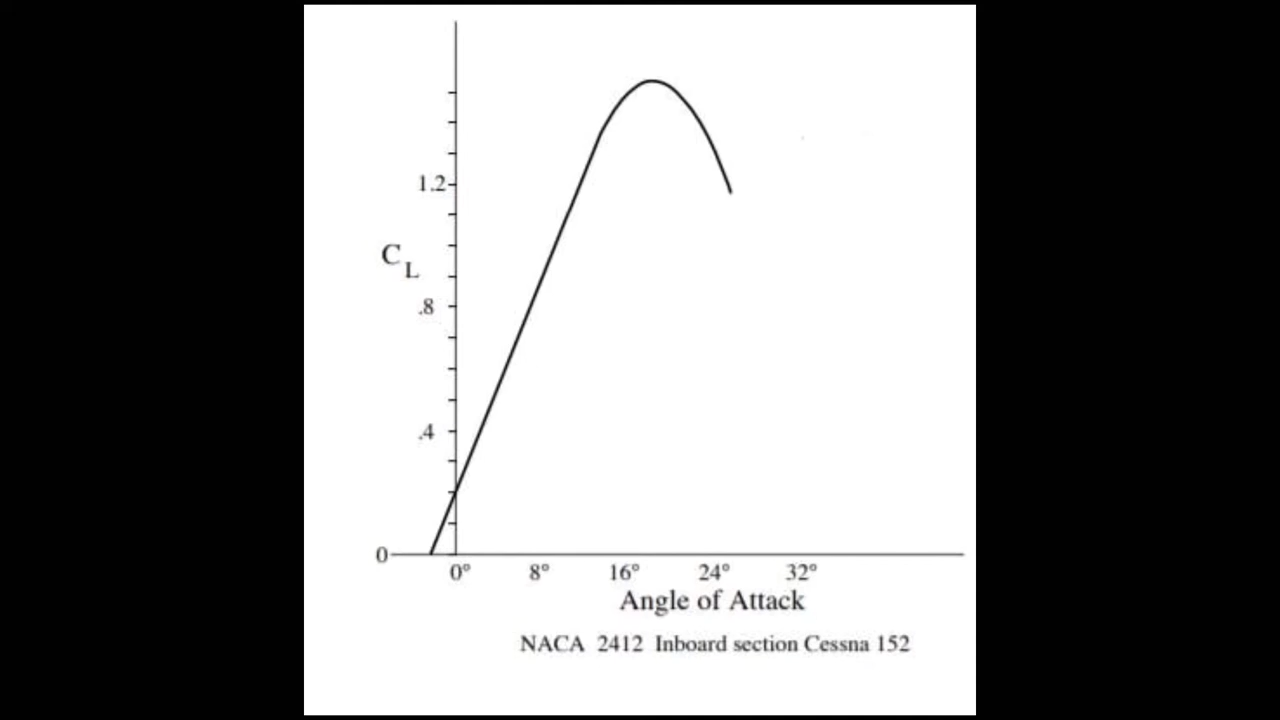 1.2
C_L
.8
.4
0
0° 8° 16° 24° 32°
Angle of Attack
NACA 2412 Inboard section Cessna 152